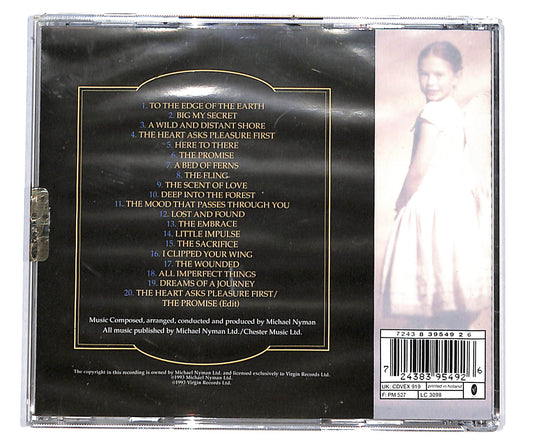 1. TO THE EDGE OF THE EARTH
2. BIG MY SECRET
3. A WILD AND DISTANT SHORE
4. THE HEART ASKS PLEASURE FIRST
5. HERE TO THERE
6. THE PROMISE
7. A BED OF FERNS
8. THE FLING
9. THE SCENT OF LOVE
10. DEEP INTO THE FOREST
11. THE MOOD THAT PASSES THROUGH YOU
12. LOST AND FOUND
13. THE EMBRACE
14. LITTLE IMPULSE
15. THE SACRIFICE
16. I CLIPPED YOUR WING
17. THE WOUNDED
18. ALL IMPERFECT THINGS
19. DREAMS OF A JOURNEY
20. THE HEART ASKS PLEASURE FIRST/
THE PROMISE (Edit)
Music Composed, arranged, conducted and produced by Michael Nyman
All music published by Michael Nyman Ltd./Chester Music Ltd.
The copyright in this recording is owned by Michael Nyman Ltd. and licensed exclusively to Virgin Records Ltd.
℗1993 Michael Nyman Ltd.
©1993 Virgin Records Ltd.
7243 8 39549 2 6
7 24383 95492 6
UK: CDVEX 919 printed in holland
F: PM 527 LC 3098